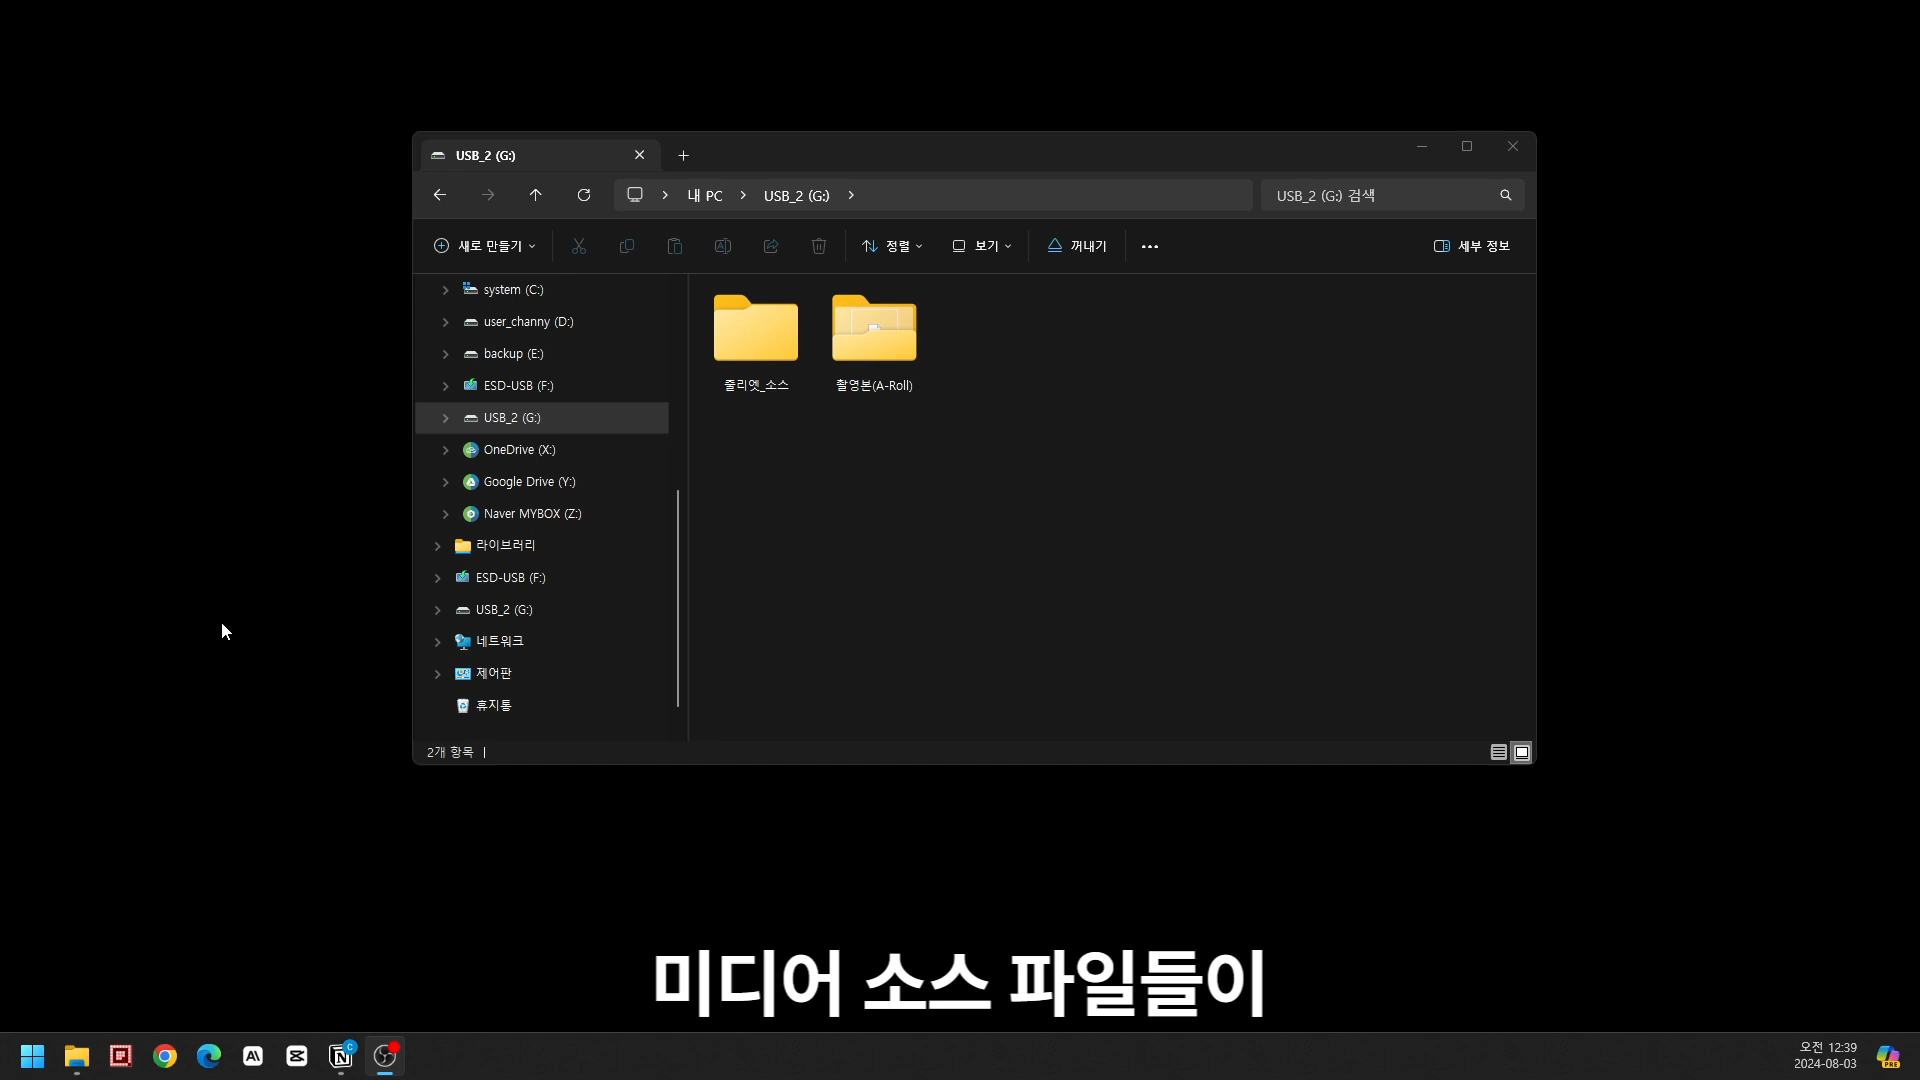 USB_2 (G:)
내 PC
USB_2 (G:)
USB_2 (G:) 검색
새로 만들기
정렬
보기
꺼내기
세부 정보
system (C:)
user_channy (D:)
backup (E:)
ESD-USB (F:)
USB_2 (G:)
OneDrive (X:)
Google Drive (Y:)
Naver MYBOX (Z:)
라이브러리
ESD-USB (F:)
USB_2 (G:)
네트워크
제어판
휴지통
줄리엣_소스
촬영본(A-Roll)
2개 항목
미디어 소스 파일들이
오전 12:39
2024-08-03
PRE